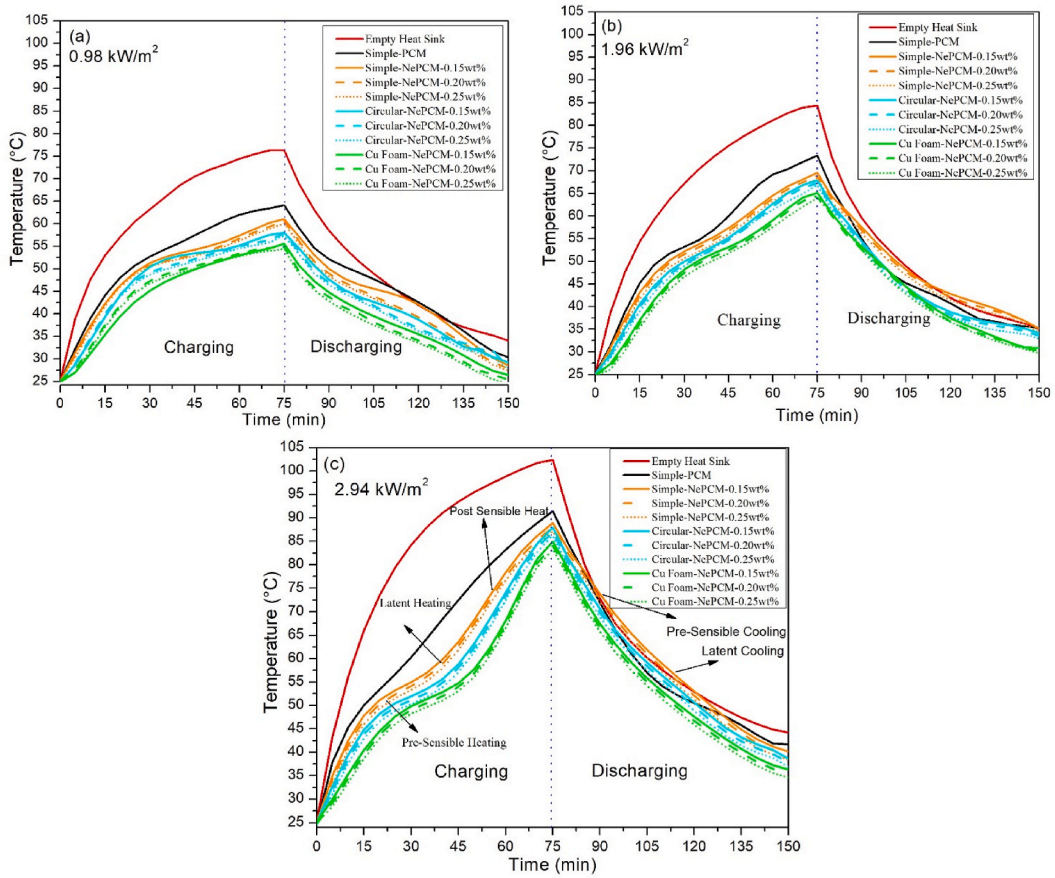 (a)
0.98 kW/m²
Empty Heat Sink
Simple-PCM
Simple-NePCM-0.15wt%
Simple-NePCM-0.20wt%
Simple-NePCM-0.25wt%
Circular-NePCM-0.15wt%
Circular-NePCM-0.20wt%
Circular-NePCM-0.25wt%
Cu Foam-NePCM-0.15wt%
Cu Foam-NePCM-0.20wt%
Cu Foam-NePCM-0.25wt%
105
100
95
90
85
80
75
70
65
60
55
50
45
40
35
30
25
Temperature (°C)
Charging
Discharging
0 15 30 45 60 75 90 105 120 135 150
Time (min)
(b)
1.96 kW/m²
Empty Heat Sink
Simple-PCM
Simple-NePCM-0.15wt%
Simple-NePCM-0.20wt%
Simple-NePCM-0.25wt%
Circular-NePCM-0.15wt%
Circular-NePCM-0.20wt%
Circular-NePCM-0.25wt%
Cu Foam-NePCM-0.15wt%
Cu Foam-NePCM-0.20wt%
Cu Foam-NePCM-0.25wt%
105
100
95
90
85
80
75
70
65
60
55
50
45
40
35
30
25
Temperature (°C)
Charging
Discharging
0 15 30 45 60 75 90 105 120 135 150
Time (min)
(c)
2.94 kW/m²
Empty Heat Sink
Simple-PCM
Simple-NePCM-0.15wt%
Simple-NePCM-0.20wt%
Simple-NePCM-0.25wt%
Circular-NePCM-0.15wt%
Circular-NePCM-0.20wt%
Circular-NePCM-0.25wt%
Cu Foam-NePCM-0.15wt%
Cu Foam-NePCM-0.20wt%
Cu Foam-NePCM-0.25wt%
105
100
95
90
85
80
75
70
65
60
55
50
45
40
35
30
25
Temperature (°C)
Post Sensible Heat
Latent Heating
Pre-Sensible Heating
Pre-Sensible Cooling
Latent Cooling
Charging
Discharging
0 15 30 45 60 75 90 105 120 135 150
Time (min)